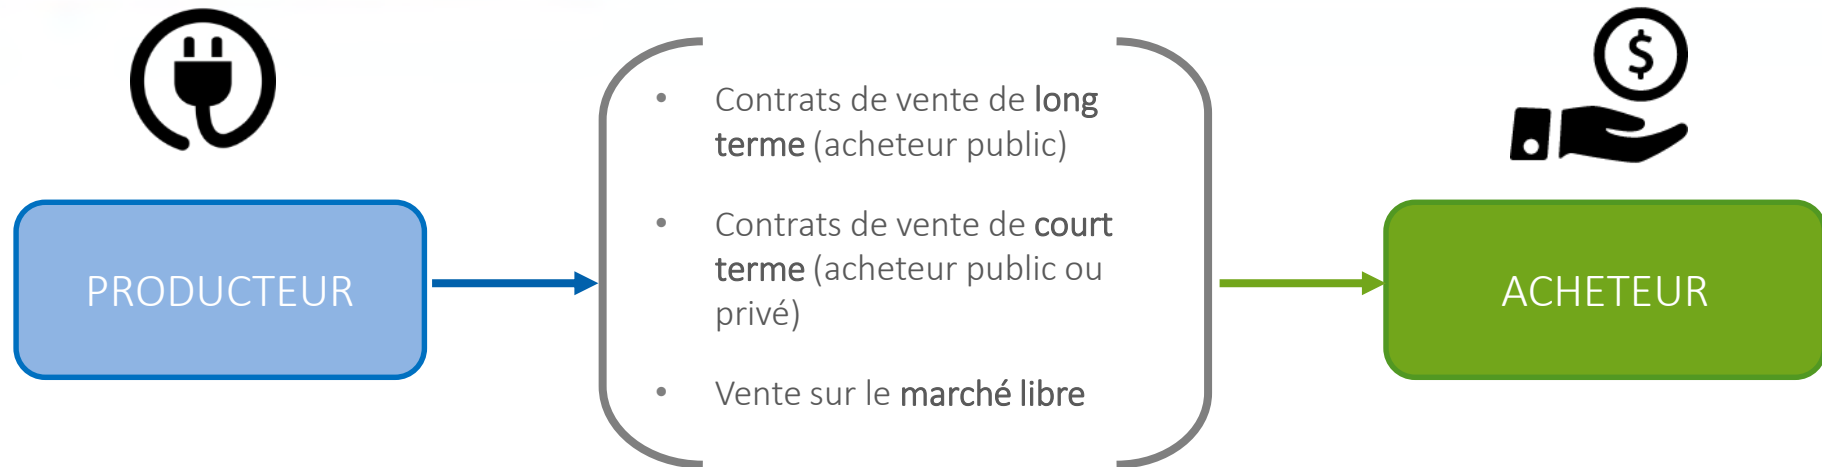 $
• Contrats de vente de long
terme (acheteur public)
• Contrats de vente de court
terme (acheteur public ou
privé)
• Vente sur le marché libre
PRODUCTEUR
ACHETEUR